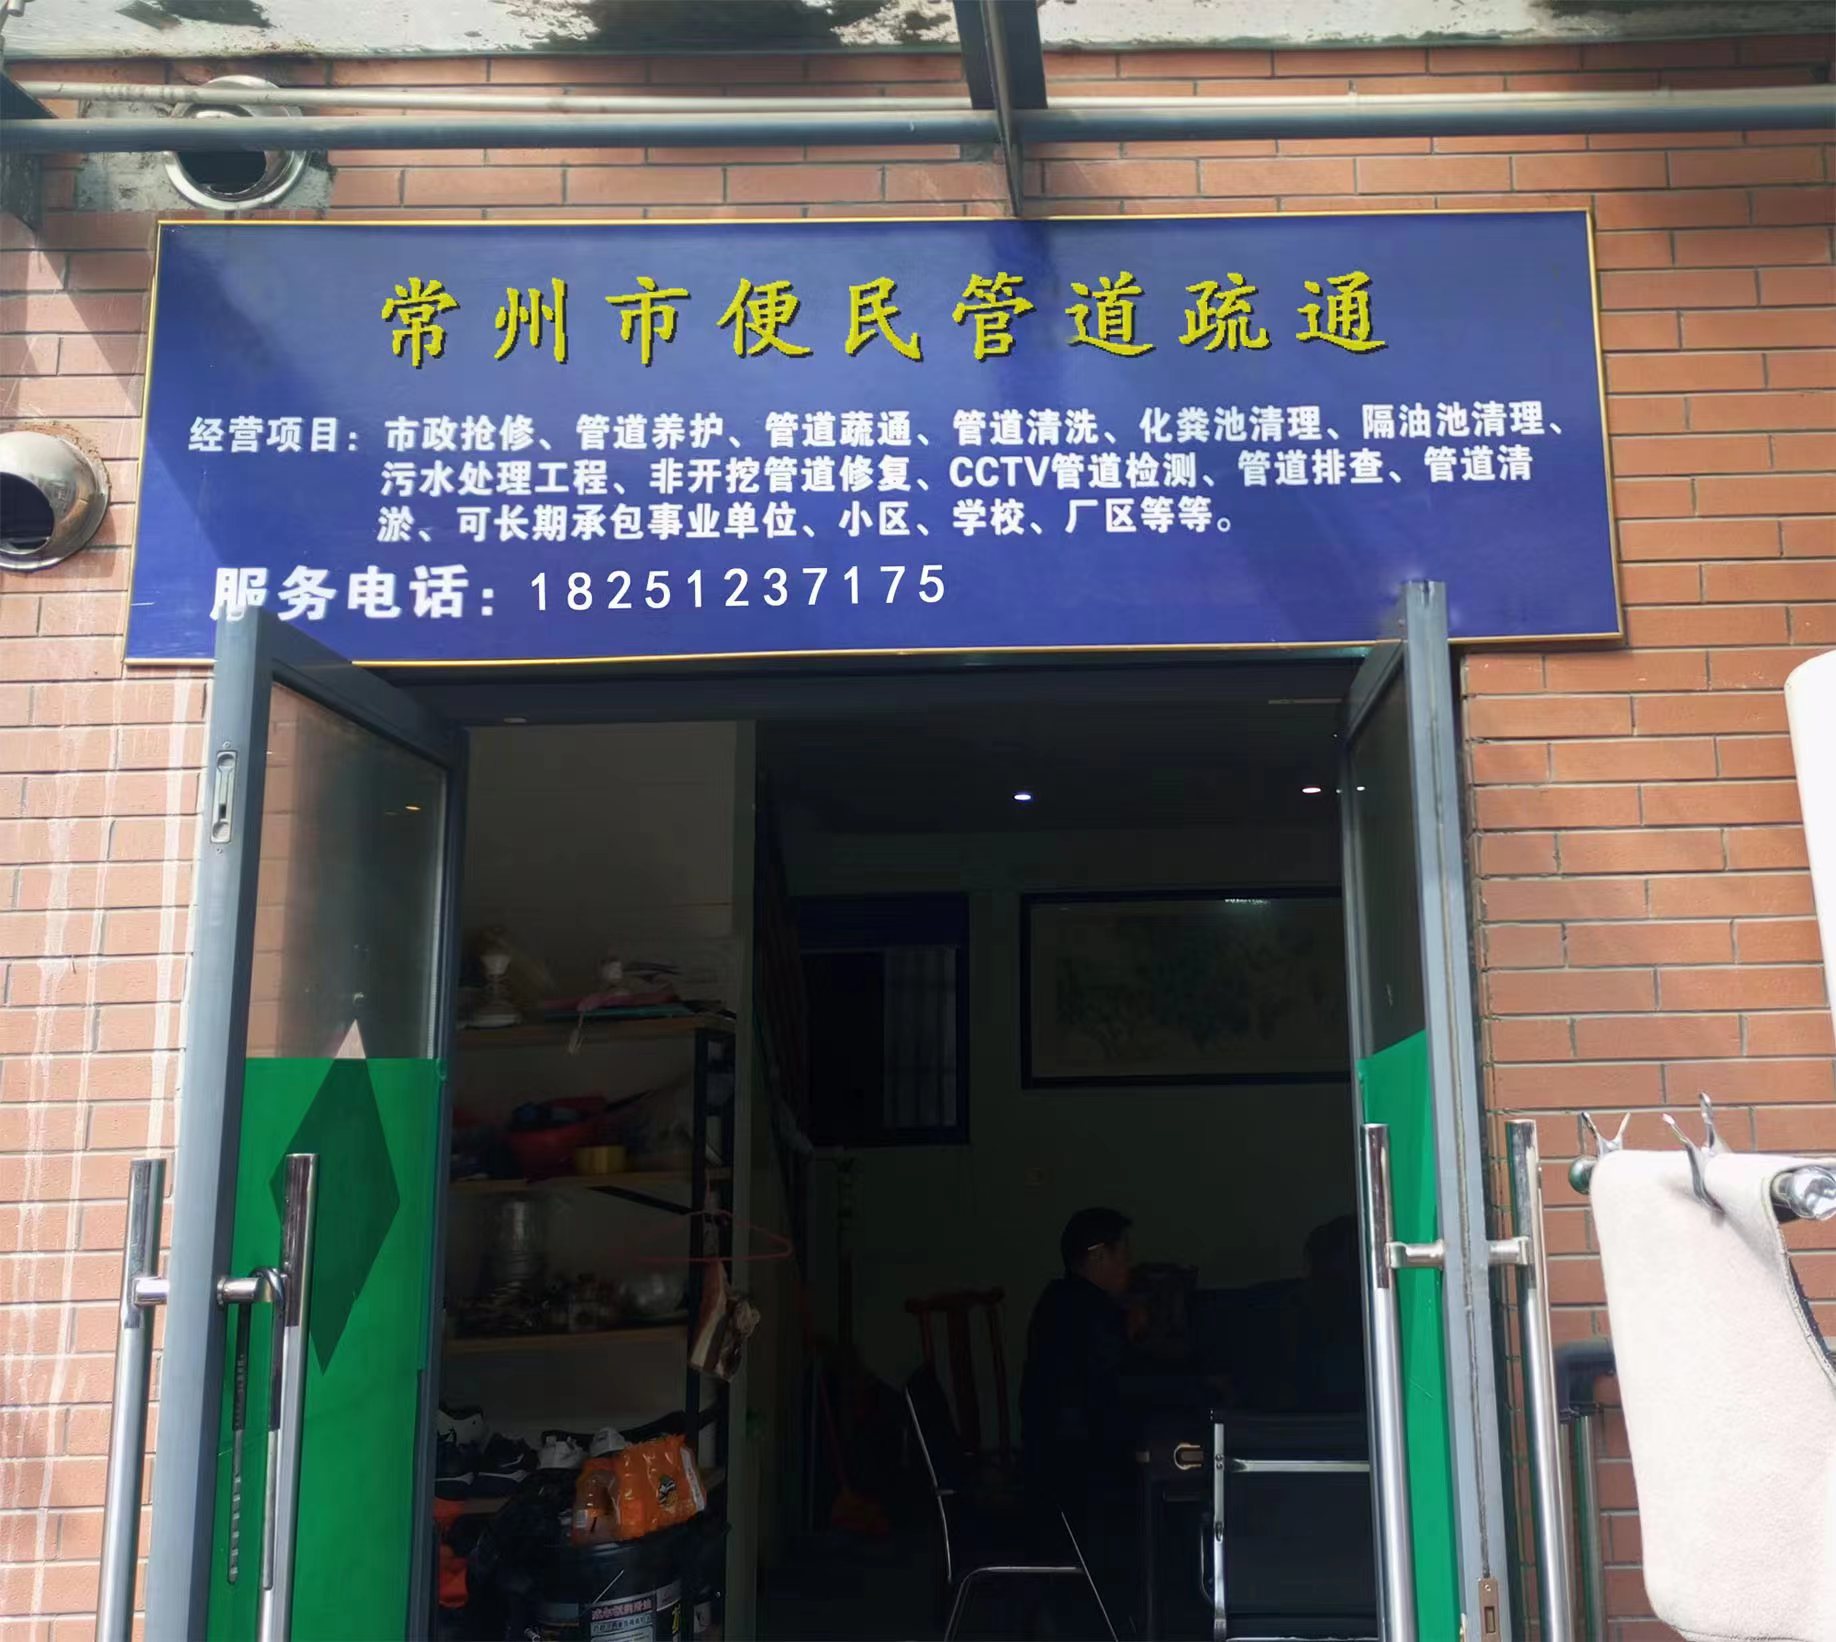 常州市便民管道疏通
经营项目：市政抢修、管道养护、管道疏通、管道清洗、化粪池清理、隔油池清理、
污水处理工程、非开挖管道修复、CCTV管道检测、管道排查、管道清
淤、可长期承包事业单位、小区、学校、厂区等等。
服务电话：18251237175